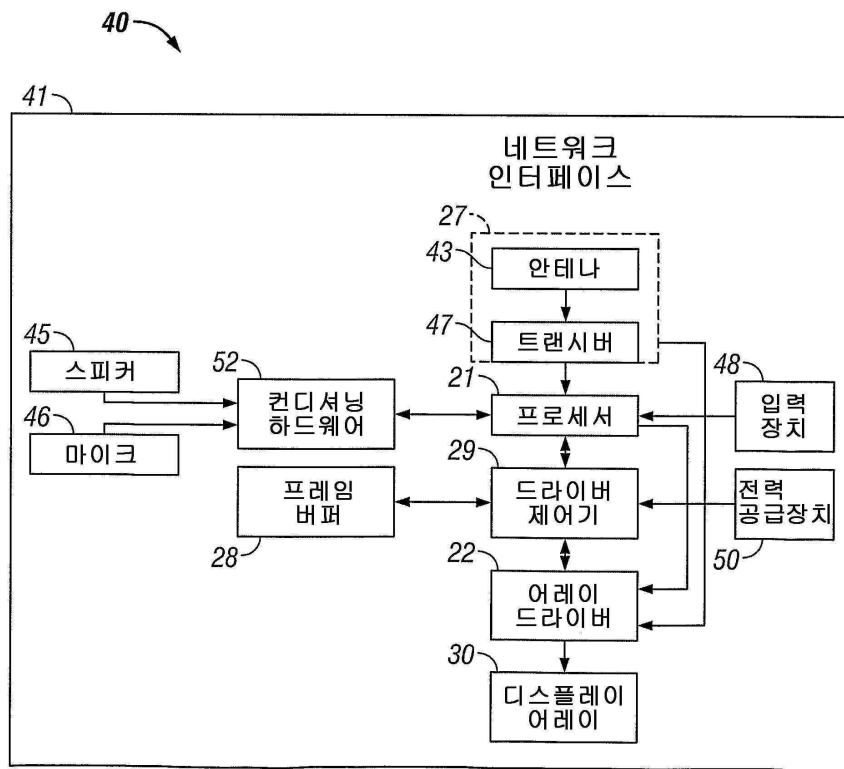 40
41
네트워크
인터페이스
27
43
안테나
47
트랜시버
45
스피커
46
마이크
52
컨디셔닝
하드웨어
21
프로세서
48
입력
장치
프레임
버퍼
28
29
드라이버
제어기
전력
공급장치
50
22
어레이
드라이버
30
디스플레이
어레이